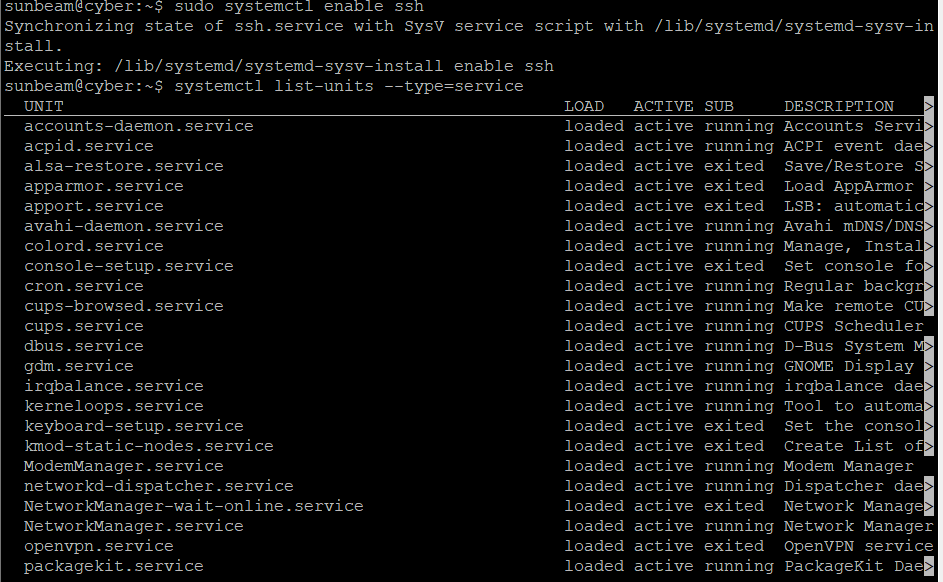 sunbeam@cyber:~$ sudo systemctl enable ssh
Synchronizing state of ssh.service with SysV service script with /lib/systemd/systemd-sysv-in
stall.
Executing: /lib/systemd/systemd-sysv-install enable ssh
sunbeam@cyber:~$ systemctl list-units --type=service
UNIT LOAD ACTIVE SUB DESCRIPTION >
accounts-daemon.service loaded active running Accounts Servi>
acpid.service loaded active running ACPI event dae>
alsa-restore.service loaded active exited Save/Restore S>
apparmor.service loaded active exited Load AppArmor >
apport.service loaded active exited LSB: automatic>
avahi-daemon.service loaded active running Avahi mDNS/DNS>
colord.service loaded active running Manage, Instal>
console-setup.service loaded active exited Set console fo>
cron.service loaded active running Regular backgr>
cups-browsed.service loaded active running Make remote CU>
cups.service loaded active running CUPS Scheduler
dbus.service loaded active running D-Bus System M>
gdm.service loaded active running GNOME Display >
irqbalance.service loaded active running irqbalance dae>
kerneloops.service loaded active running Tool to automa>
keyboard-setup.service loaded active exited Set the consol>
kmod-static-nodes.service loaded active exited Create List of>
ModemManager.service loaded active running Modem Manager
networkd-dispatcher.service loaded active running Dispatcher dae>
NetworkManager-wait-online.service loaded active exited Network Manage>
NetworkManager.service loaded active running Network Manager
openvpn.service loaded active exited OpenVPN service
packagekit.service loaded active running PackageKit Dae>